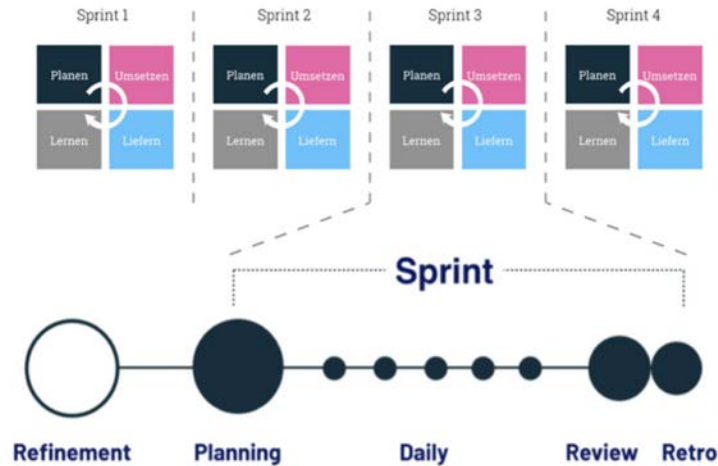 Sprint 1 Sprint 2 Sprint 3 Sprint 4
Planen Umsetzen Planen Umsetzen Planen Umsetzen Planen Umsetzen
Lernen Liefern Lernen Liefern Lernen Liefern Lernen Liefern
Sprint
Refinement Planning Daily Review Retro